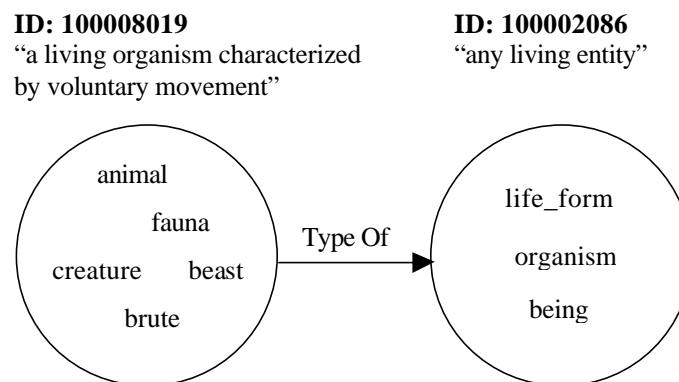 ID: 100008019
"a living organism characterized
by voluntary movement"
ID: 100002086
"any living entity"
animal
fauna
creature beast
brute
Type Of
life_form
organism
being